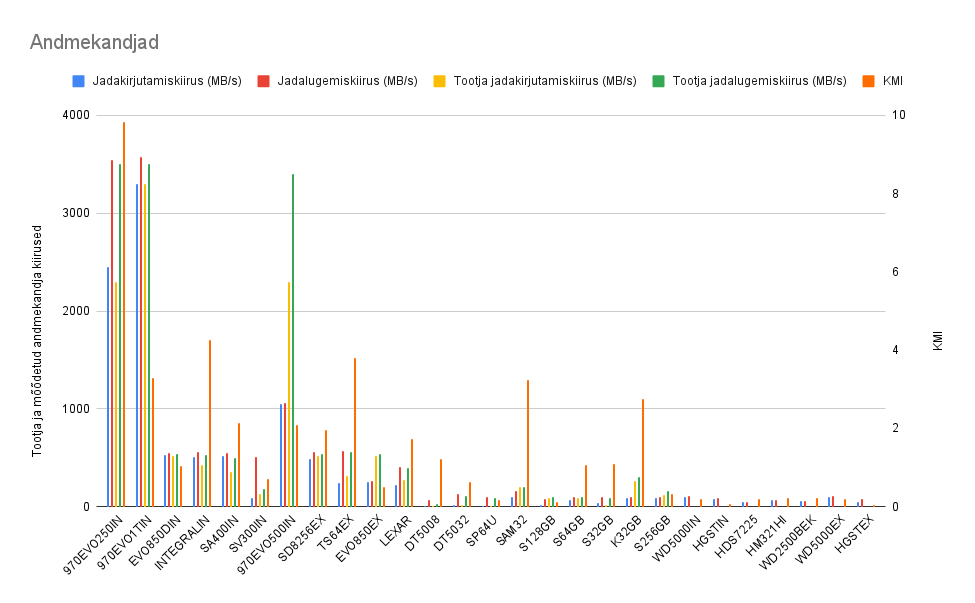 Andmekandjad
Jadakirjutamiskiirus (MB/s)
Jadalugemiskiirus (MB/s)
Tootja jadakirjutamiskiirus (MB/s)
Tootja jadalugemiskiirus (MB/s)
KMI
Tootja ja mõõdetud andmekandja kiirused
4000
3000
2000
1000
0
10
8
6
4
2
0
KMI
970EVO250IN
970EVO1TIN
EVO850DIN
INTEGRALIN
SA400IN
SV300IN
970EVO500IN
SD8256EX
TS64EX
EVO850EX
LEXAR
DT5008
DT5032
SP64U
SAM32
S128GB
S64GB
S32GB
K32GB
S256GB
WD5000IN
HGSTIN
HDS7225
HM321HI
WD2500BEK
WD5000EX
HGSTEX